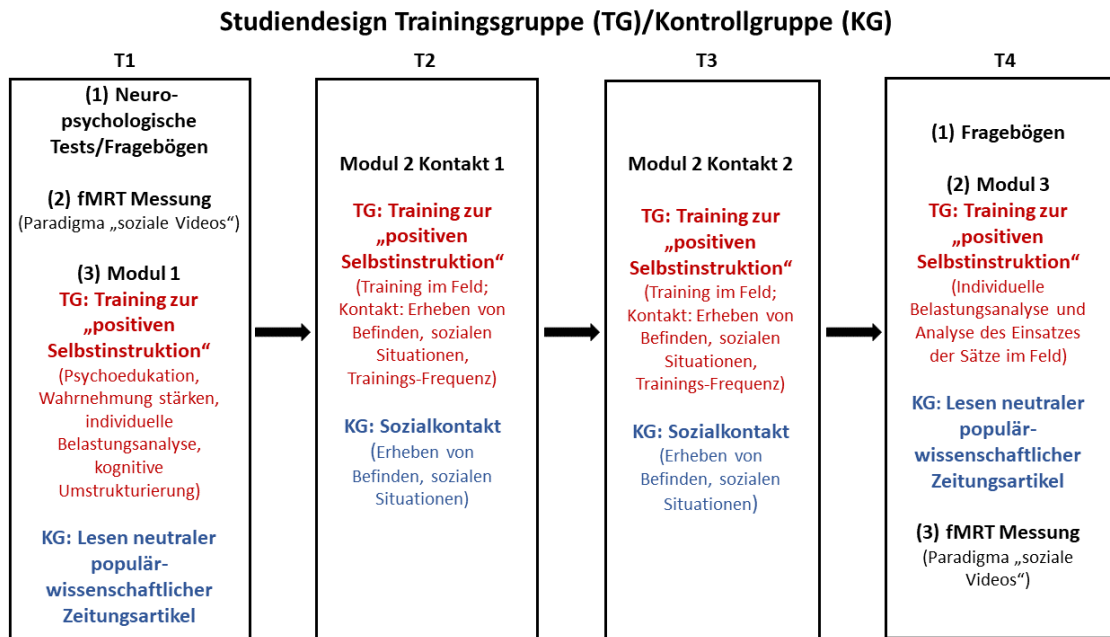 Studiendesign Trainingsgruppe (TG)/Kontrollgruppe (KG)
T1
(1) Neuro-
psychologische
Tests/Fragebögen
(2) fMRT Messung
(Paradigma „soziale Videos“)
(3) Modul 1
TG: Training zur
„positiven
Selbstinstruktion“
(Psychoedukation,
Wahrnehmung stärken,
individuelle
Belastungsanalyse,
kognitive
Umstrukturierung)
KG: Lesen neutraler
populär-
wissenschaftlicher
Zeitungsartikel
T2
Modul 2 Kontakt 1
TG: Training zur
„positiven
Selbstinstruktion“
(Training im Feld;
Kontakt: Erheben von
Befinden, sozialen
Situationen,
Trainings-Frequenz)
KG: Sozialkontakt
(Erheben von
Befinden, sozialen
Situationen)
T3
Modul 2 Kontakt 2
TG: Training zur
„positiven
Selbstinstruktion“
(Training im Feld;
Kontakt: Erheben von
Befinden, sozialen
Situationen,
Trainings-Frequenz)
KG: Sozialkontakt
(Erheben von
Befinden, sozialen
Situationen)
T4
(1) Fragebögen
(2) Modul 3
TG: Training zur
„positiven
Selbstinstruktion“
(Individuelle
Belastungsanalyse und
Analyse des Einsatzes
der Sätze im Feld)
KG: Lesen neutraler
populär-
wissenschaftlicher
Zeitungsartikel
(3) fMRT Messung
(Paradigma „soziale
Videos“)